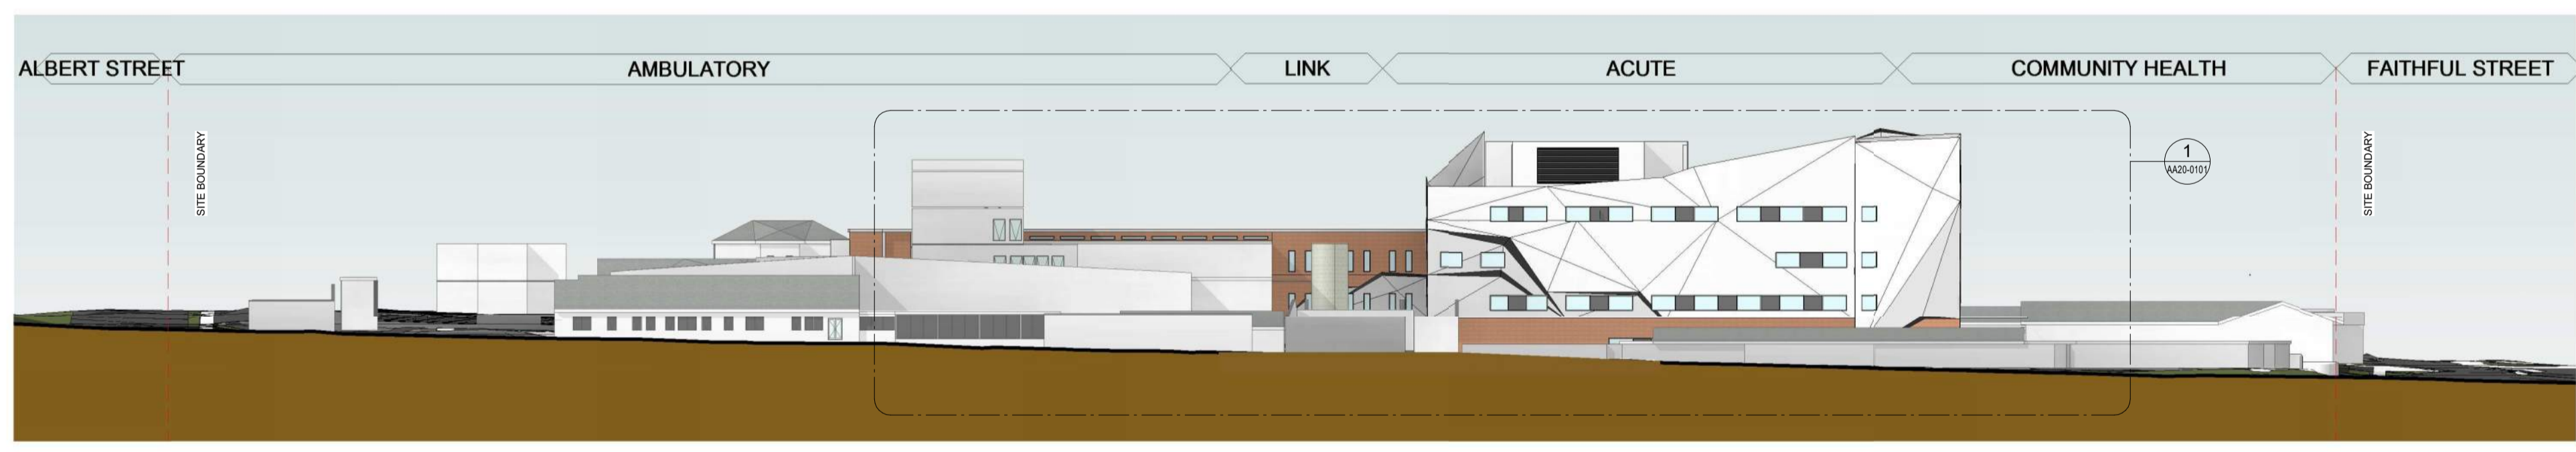 ALBERT STREET
AMBULATORY
LINK
ACUTE
COMMUNITY HEALTH
FAITHFUL STREET
SITE BOUNDARY
1
AA20-0101
SITE BOUNDARY